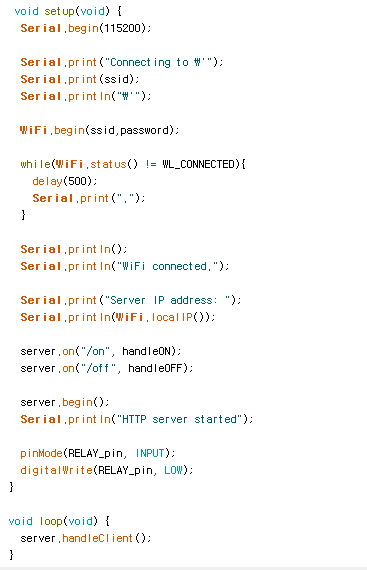 void setup(void) {
Serial.begin(115200);
Serial.print("Connecting to ₩'");
Serial.print(ssid);
Serial.println("₩'");
WiFi.begin(ssid,password);
while(WiFi.status() != WL_CONNECTED){
delay(500);
Serial.print(".");
}
Serial.println();
Serial.println("WiFi connected.");
Serial.print("Server IP address: ");
Serial.println(WiFi.localIP());
server.on("/on", handleON);
server.on("/off", handleOFF);
server.begin();
Serial.println("HTTP server started");
pinMode(RELAY_pin, INPUT);
digitalWrite(RELAY_pin, LOW);
}
void loop(void) {
server.handleClient();
}